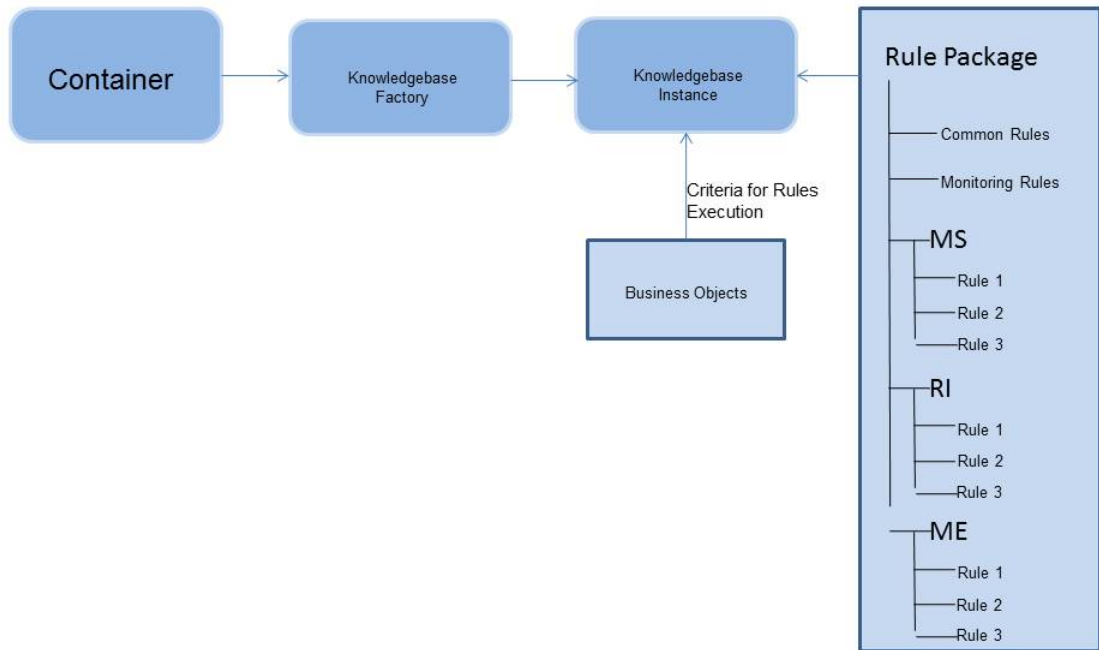 Container
Knowledgebase
Factory
Knowledgebase
Instance
Criteria for Rules
Execution
Business Objects
Rule Package
Common Rules
Monitoring Rules
MS
Rule 1
Rule 2
Rule 3
RI
Rule 1
Rule 2
Rule 3
ME
Rule 1
Rule 2
Rule 3